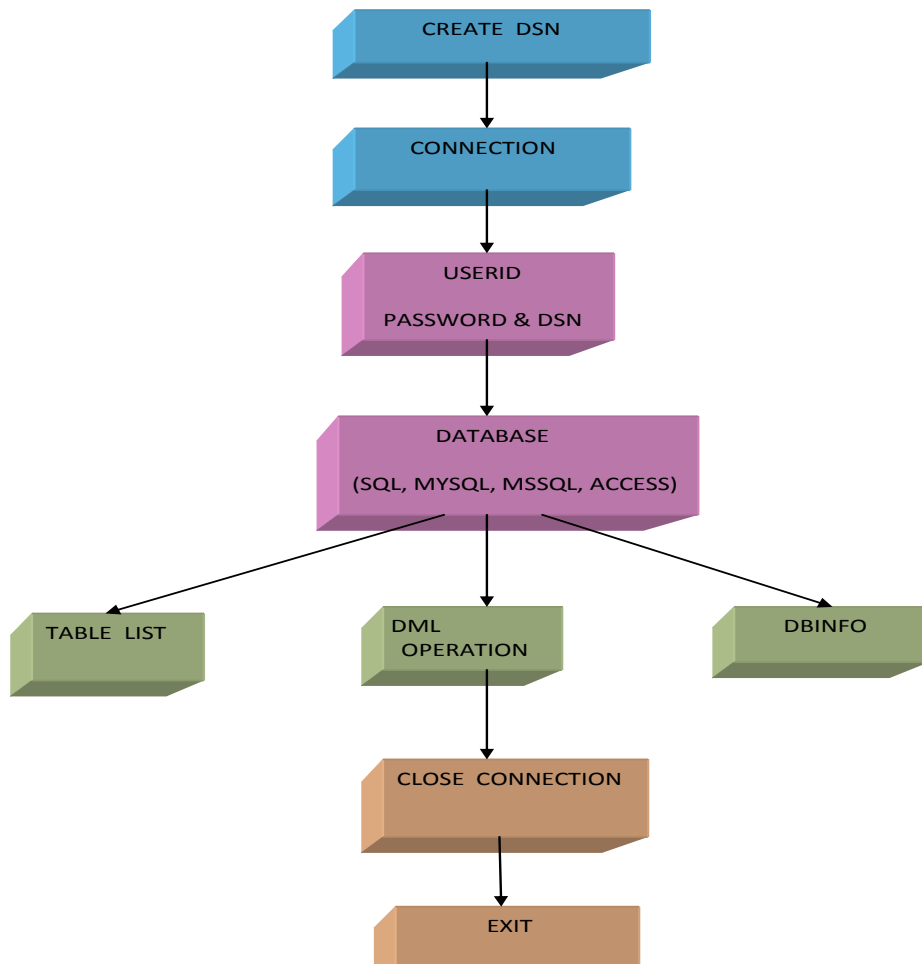 CREATE DSN
CONNECTION
USERID
PASSWORD & DSN
DATABASE
(SQL, MYSQL, MSSQL, ACCESS)
TABLE LIST
DML
OPERATION
DBINFO
CLOSE CONNECTION
EXIT